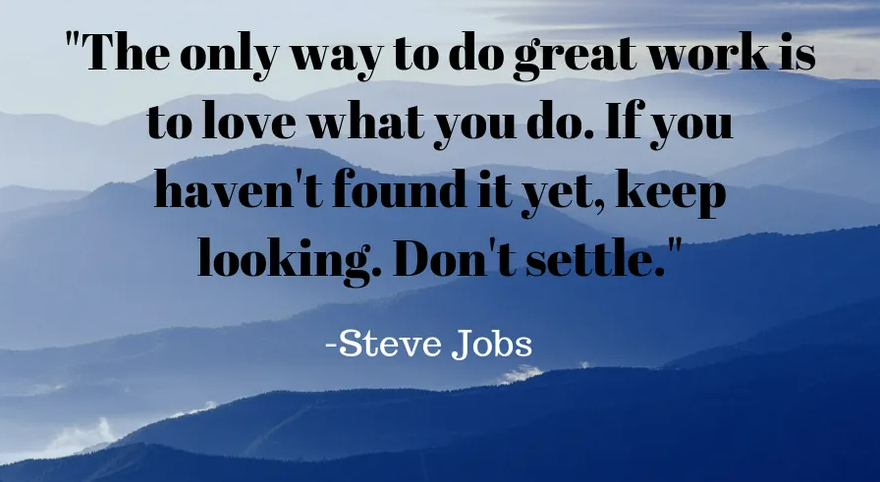 "The only way to do great work is
to love what you do. If you
haven't found it yet, keep
looking. Don't settle."
-Steve Jobs